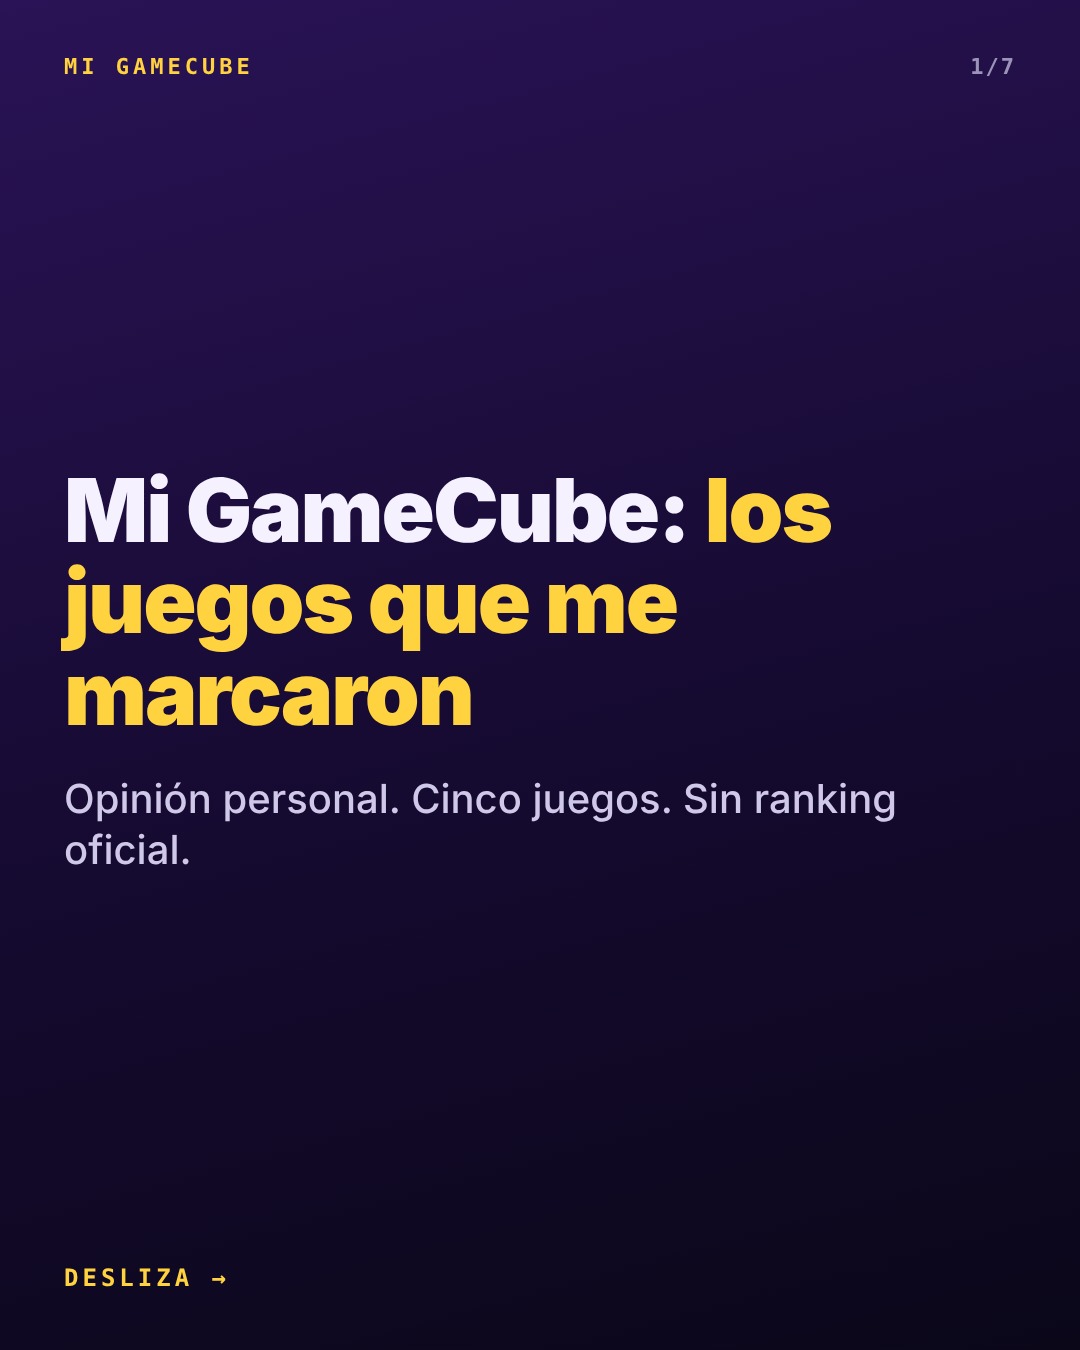 MI GAMECUBE
1/7
Mi GameCube: los
juegos que me
marcaron
Opinión personal. Cinco juegos. Sin ranking
oficial.
DESLIZA →